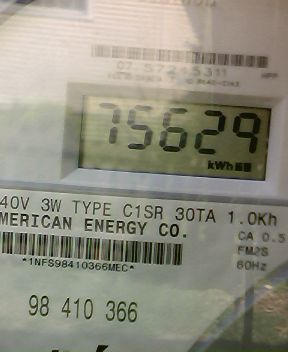 75629
kWh
40V 3W TYPE C1SR 30TA 1.0Kh
MERICAN ENERGY CO.
CA 0.5
FM2S
60Hz
*1NFS98410366MEC*
98 410 366